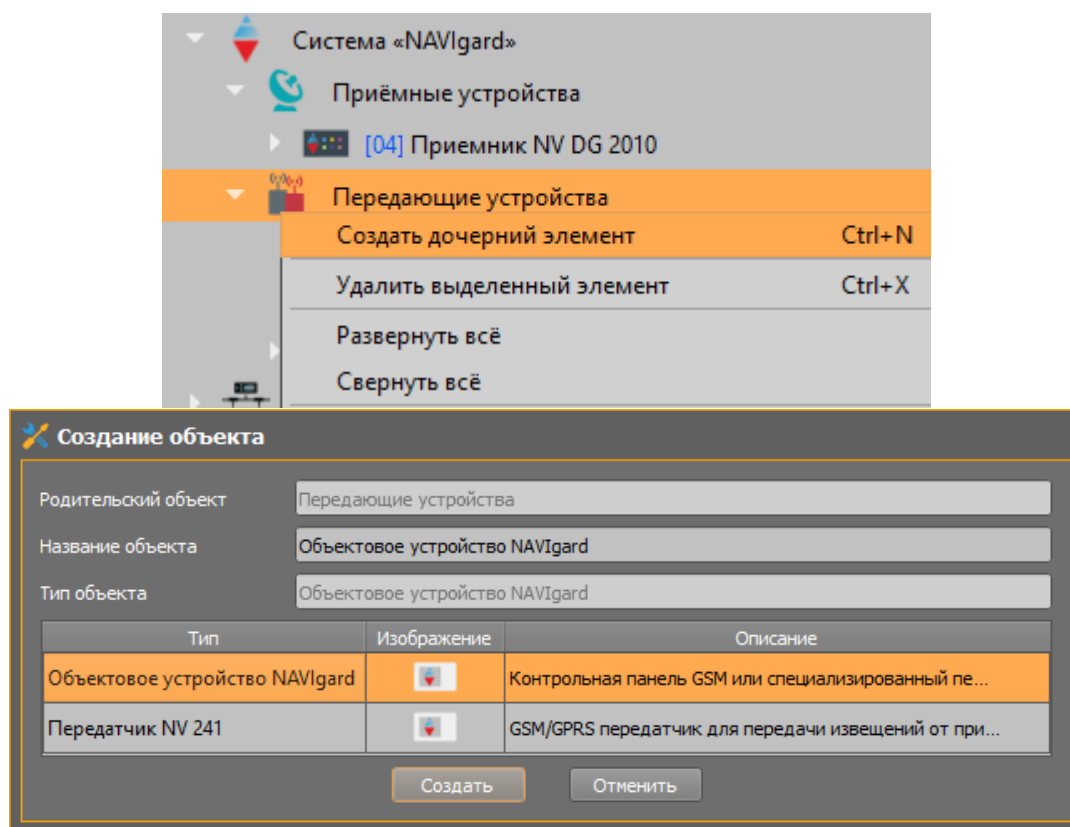 Система «NAVIgard»
Приёмные устройства
[04] Приемник NV DG 2010
Передающие устройства
Создать дочерний элемент Ctrl+N
Удалить выделенный элемент Ctrl+X
Развернуть всё
Свернуть всё
Создание объекта
Родительский объект Передающие устройства
Название объекта Объектовое устройство NAVIgard
Тип объекта Объектовое устройство NAVIgard
Тип Изображение Описание
Объектовое устройство NAVIgard Контрольная панель GSM или специализированный пе...
Передатчик NV 241 GSM/GPRS передатчик для передачи извещений от при...
Создать Отменить